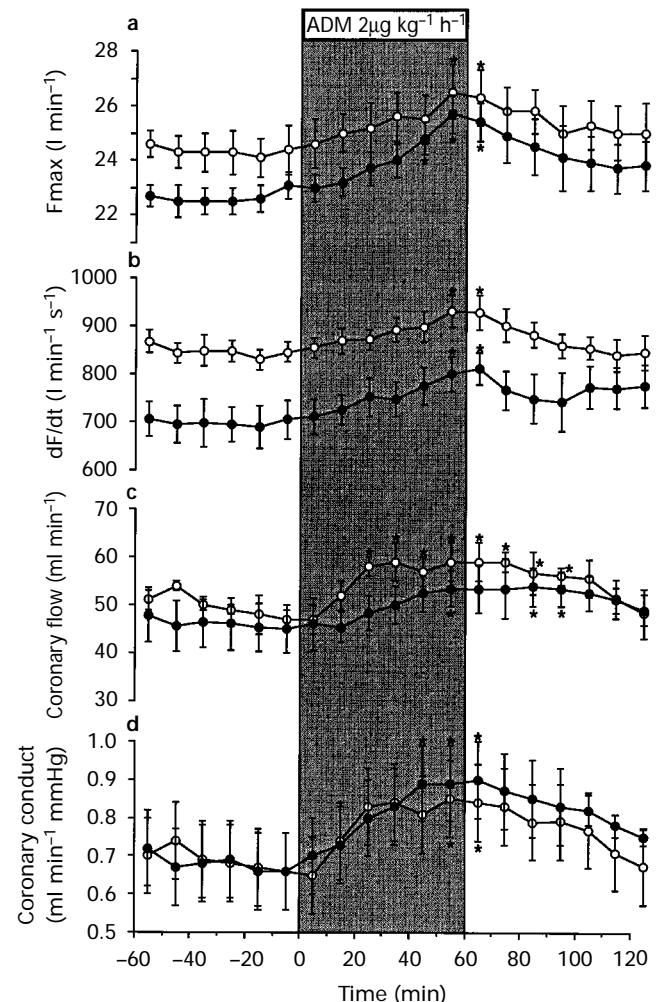 ADM 2μg kg⁻¹ h⁻¹
a
Fmax (l min⁻¹)
28
26
24
22
b
dF/dt (l min⁻¹ s⁻¹)
1000
900
800
700
600
c
Coronary flow (ml min⁻¹)
70
60
50
40
30
d
Coronary conduct
(ml min⁻¹ mmHg)
1.0
0.9
0.8
0.7
0.6
0.5
−60 −40 −20 0 20 40 60 80 100 120
Time (min)